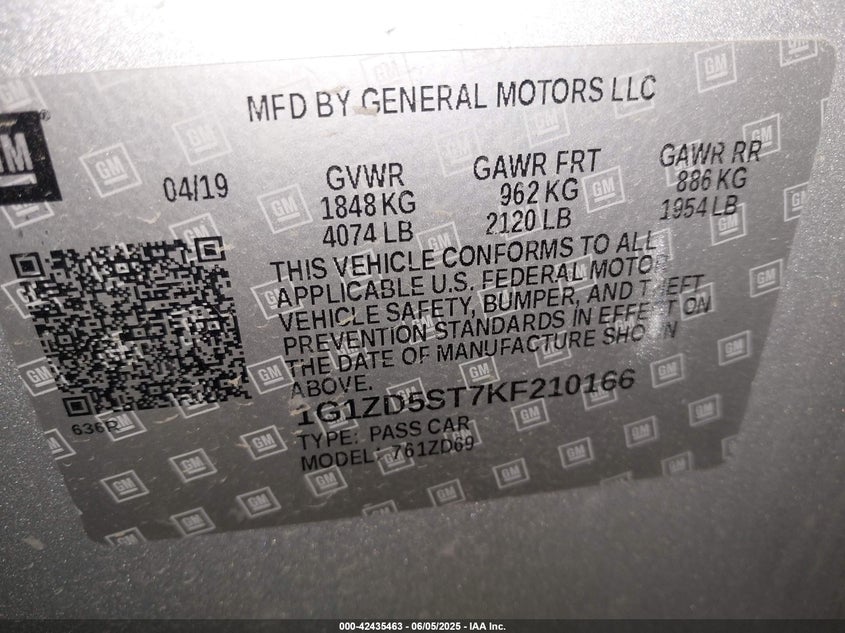 MFD BY GENERAL MOTORS LLC
GM
04/19
GVWR
1848 KG
4074 LB
GAWR FRT
962 KG
2120 LB
GAWR RR
886 KG
1954 LB
THIS VEHICLE CONFORMS TO ALL
APPLICABLE U.S. FEDERAL MOTOR
VEHICLE SAFETY, BUMPER, AND THEFT
PREVENTION STANDARDS IN EFFECT ON
THE DATE OF MANUFACTURE SHOWN
ABOVE.
1G1ZD5ST7KF210166
TYPE: PASS CAR
MODEL: 761ZD69
636R
000-42435463 - 06/05/2025 - IAA Inc.